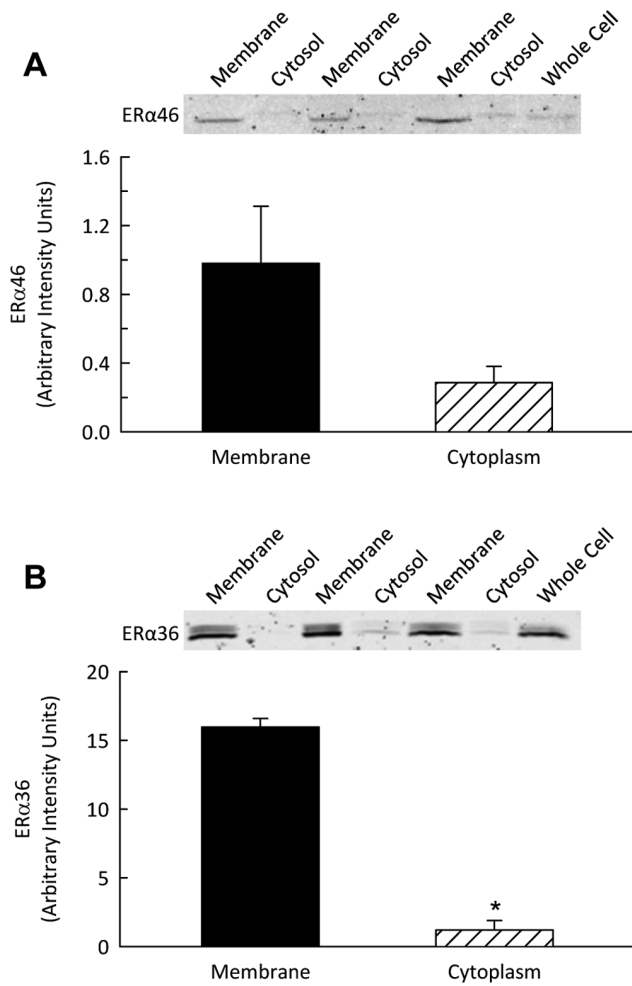 A
Membrane Cytosol Membrane Cytosol Membrane Cytosol Whole Cell
ERα46
ERα46
(Arbitrary Intensity Units)
1.6
1.2
0.8
0.4
0.0
Membrane Cytoplasm
B
Membrane Cytosol Membrane Cytosol Membrane Cytosol Whole Cell
ERα36
ERα36
(Arbitrary Intensity Units)
20
15
10
5
0
*
Membrane Cytoplasm